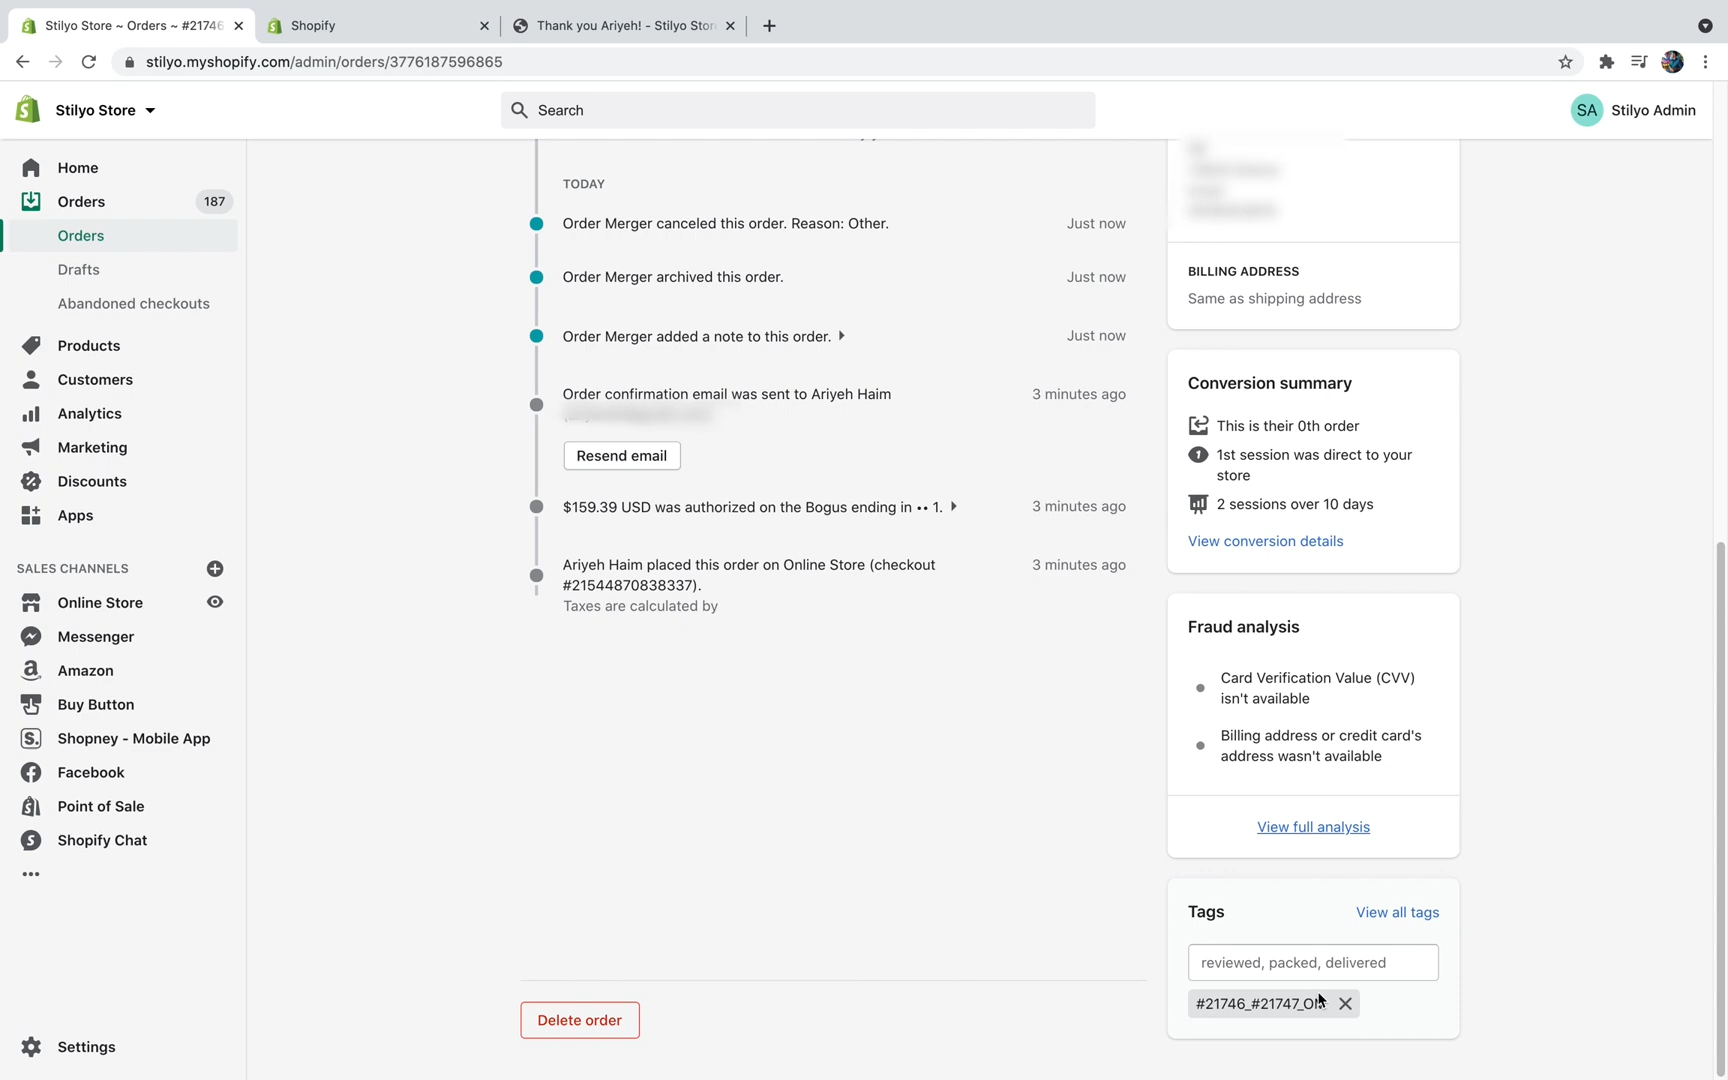 Stilyo Store ~ Orders ~ #21746
Shopify
Thank you Ariyeh! - Stilyo Stor
stilyo.myshopify.com/admin/orders/3776187596865
Stilyo Store
Search
SA
Stilyo Admin
Home
Orders
187
Orders
Drafts
Abandoned checkouts
Products
Customers
Analytics
Marketing
Discounts
Apps
SALES CHANNELS
Online Store
Messenger
Amazon
Buy Button
Shopney - Mobile App
Facebook
Point of Sale
Shopify Chat
Settings
TODAY
Order Merger canceled this order. Reason: Other.
Just now
Order Merger archived this order.
Just now
Order Merger added a note to this order.
Just now
Order confirmation email was sent to Ariyeh Haim
3 minutes ago
Resend email
$159.39 USD was authorized on the Bogus ending in •• 1.
3 minutes ago
Ariyeh Haim placed this order on Online Store (checkout
#21544870838337).
3 minutes ago
Taxes are calculated by
Delete order
BILLING ADDRESS
Same as shipping address
Conversion summary
This is their 0th order
1st session was direct to your
store
2 sessions over 10 days
View conversion details
Fraud analysis
Card Verification Value (CVV)
isn't available
Billing address or credit card's
address wasn't available
View full analysis
Tags
View all tags
reviewed, packed, delivered
#21746_#21747_OM